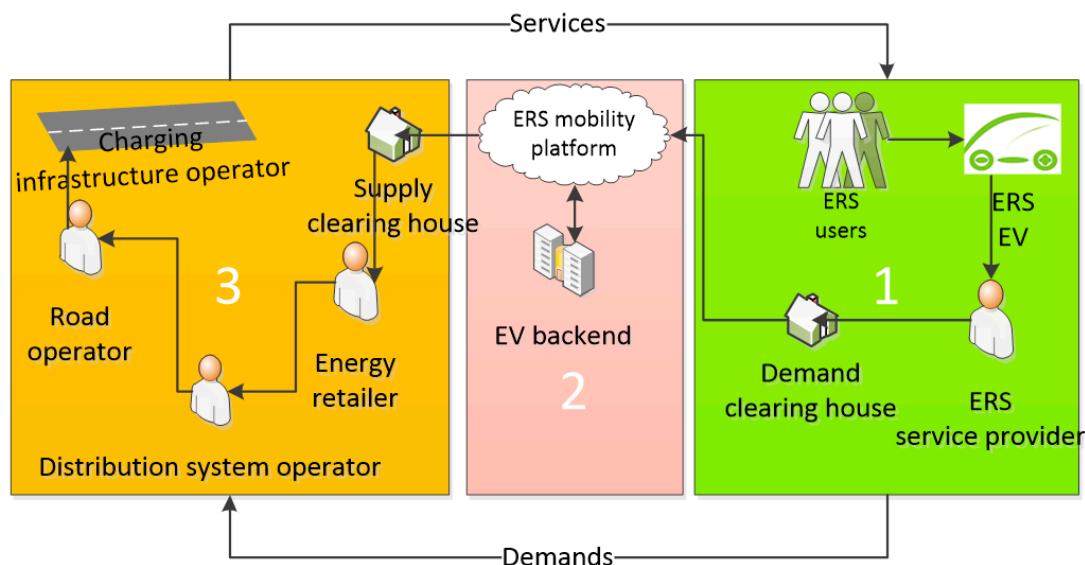 Services
Charging
infrastructure operator
Supply
clearing house
3
Road
operator
Energy
retailer
Distribution system operator
ERS mobility
platform
EV backend
2
ERS
users
ERS
EV
1
Demand
clearing house
ERS
service provider
Demands